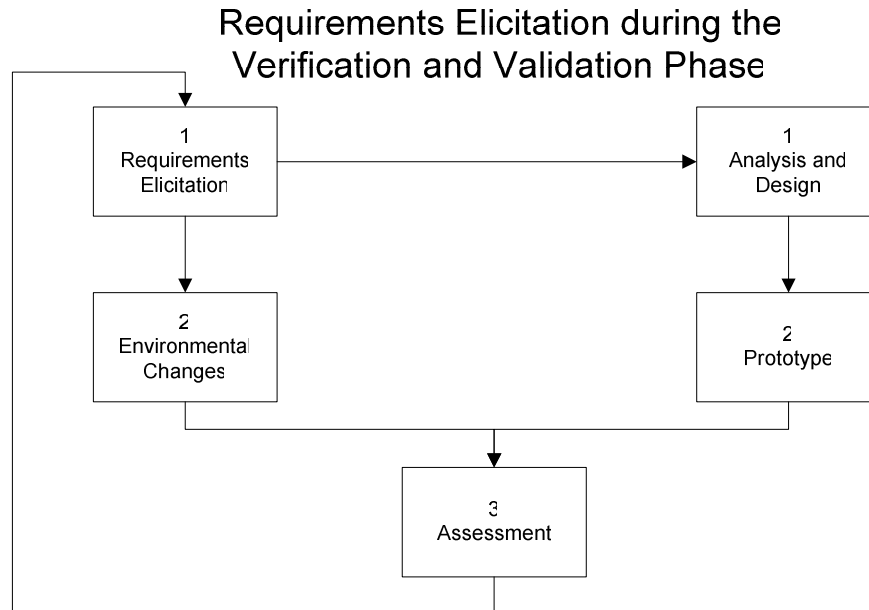 Requirements Elicitation during the
Verification and Validation Phase
1
Requirements
Elicitation
1
Analysis and
Design
2
Environmental
Changes
2
Prototype
3
Assessment